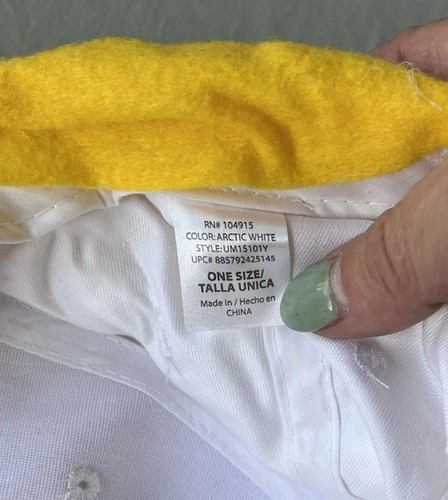 RN# 104915
COLOR: ARCTIC WHITE
STYLE: UM15101Y
UPC# 885792425145
ONE SIZE/
TALLA UNICA
Made in / Hecho en
CHINA